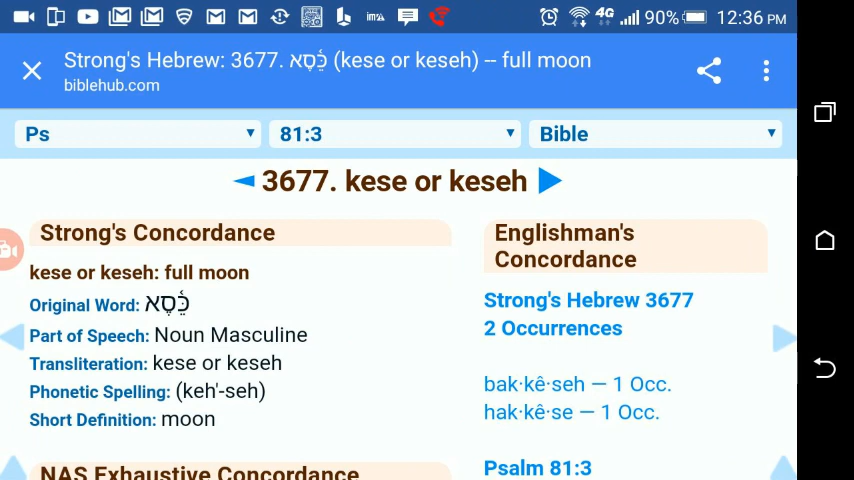 4G 90% 12:36 PM
Strong's Hebrew: 3677. כֵּ֫סֶא (kese or keseh) -- full moon
biblehub.com
Ps 81:3 Bible
3677. kese or keseh
Strong's Concordance
kese or keseh: full moon
Original Word: כֵּ֫סֶא
Part of Speech: Noun Masculine
Transliteration: kese or keseh
Phonetic Spelling: (keh'-seh)
Short Definition: moon
NAS Exhaustive Concordance
Englishman's
Concordance
Strong's Hebrew 3677
2 Occurrences
bak·kê·seh — 1 Occ.
hak·kê·se — 1 Occ.
Psalm 81:3